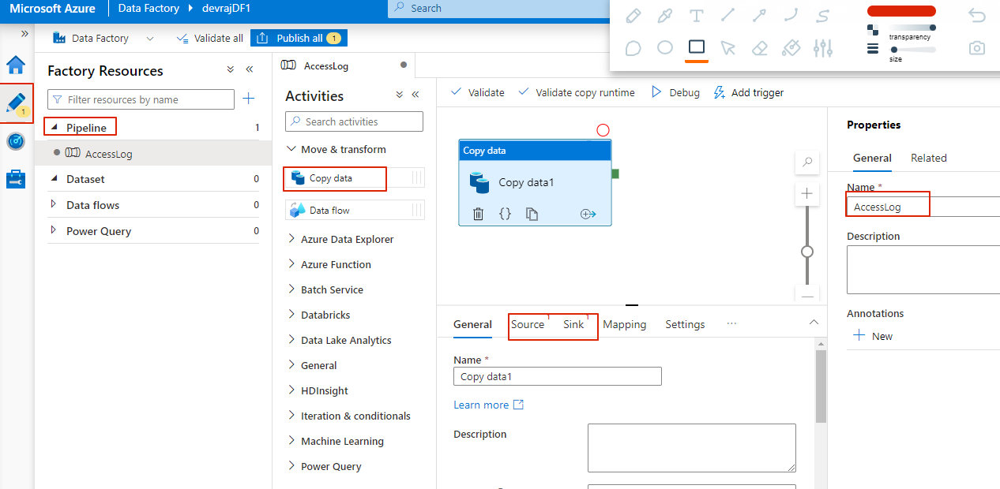 Microsoft Azure
Data Factory
devrajDF1
Search
transparency
size
Data Factory
Validate all
Publish all
1
1
Factory Resources
Filter resources by name
Pipeline
1
AccessLog
Dataset
0
Data flows
0
Power Query
0
AccessLog
Activities
Search activities
Move & transform
Copy data
Data flow
Azure Data Explorer
Azure Function
Batch Service
Databricks
Data Lake Analytics
General
HDInsight
Iteration & conditionals
Machine Learning
Power Query
Validate
Validate copy runtime
Debug
Add trigger
Copy data
Copy data1
General
Source
1
Sink
1
Mapping
Settings
Name *
Copy data1
Learn more
Description
Properties
General
Related
Name *
AccessLog
Description
Annotations
New